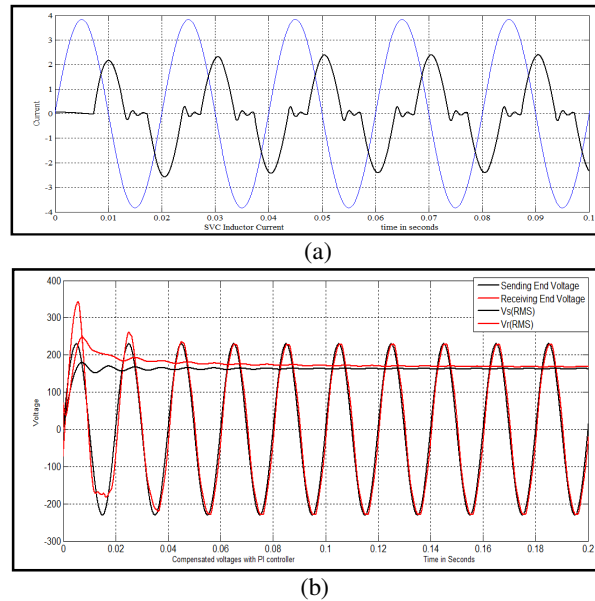 4
3
2
1
0
-1
-2
-3
-4
Current
0 0.01 0.02 0.03 0.04 0.05 0.06 0.07 0.08 0.09 0.1
SVC Inductor Current time in seconds
(a)
400
300
200
100
0
-100
-200
-300
Voltage
Sending End Voltage
Receiving End Voltage
Vs(RMS)
Vr(RMS)
0 0.02 0.04 0.06 0.08 0.1 0.12 0.14 0.16 0.18 0.2
Compensated voltages with PI controller Time in Seconds
(b)